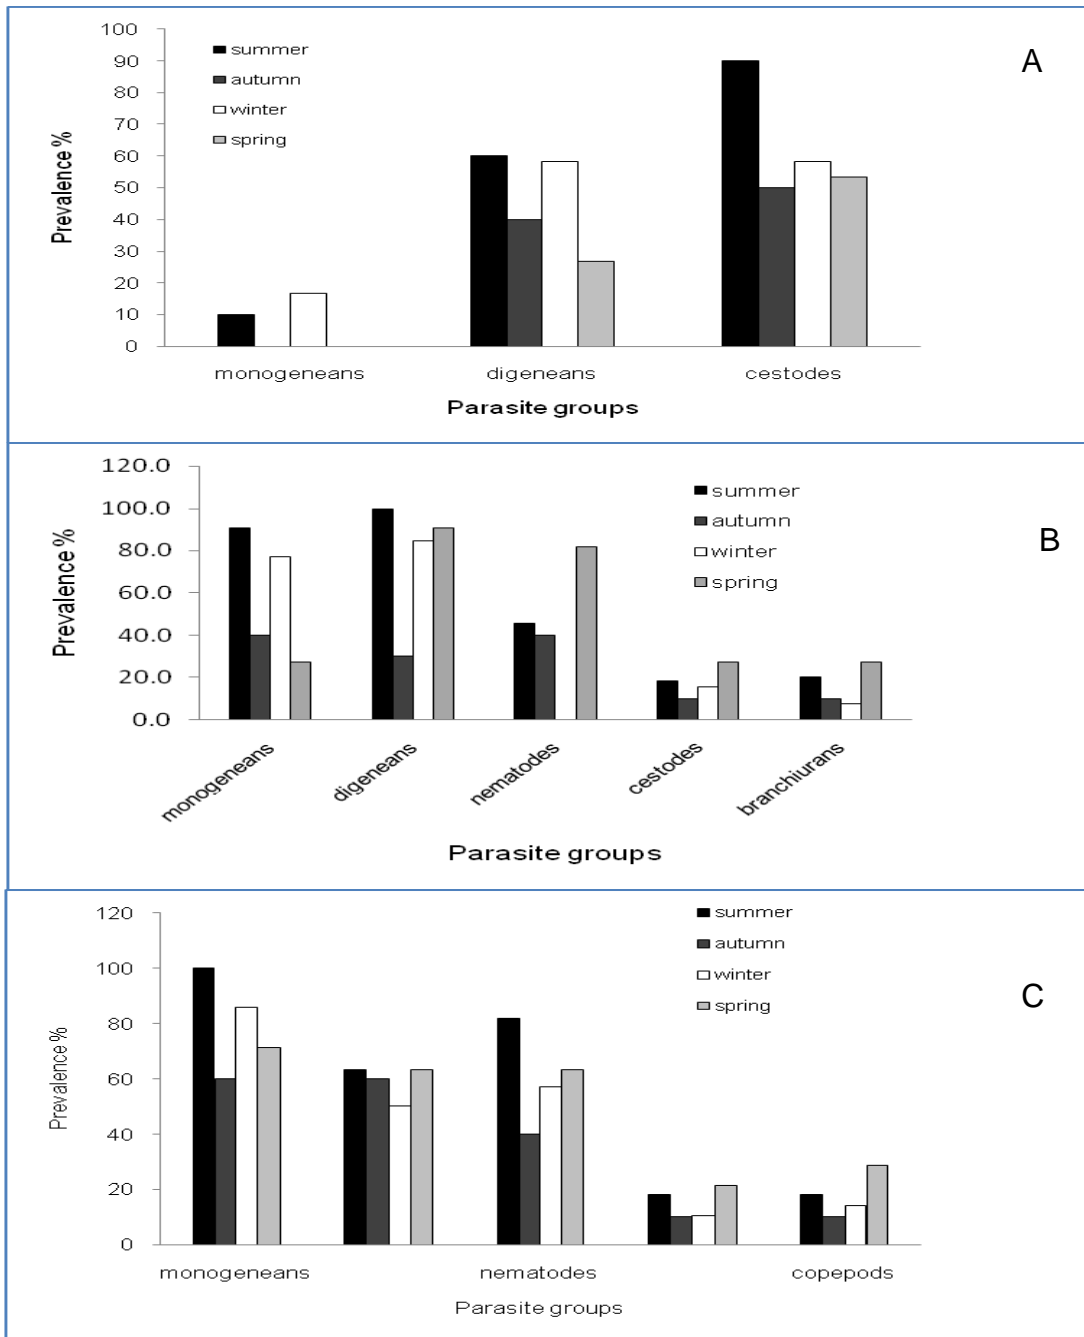 A
Prevalence %
100
90
80
70
60
50
40
30
20
10
0
summer
autumn
winter
spring
monogeneans digeneans cestodes
Parasite groups
B
Prevalence %
120.0
100.0
80.0
60.0
40.0
20.0
0.0
summer
autumn
winter
spring
monogeneans digeneans nematodes cestodes branchiurans
Parasite groups
C
Prevalence %
120
100
80
60
40
20
0
summer
autumn
winter
spring
monogeneans nematodes copepods
Parasite groups